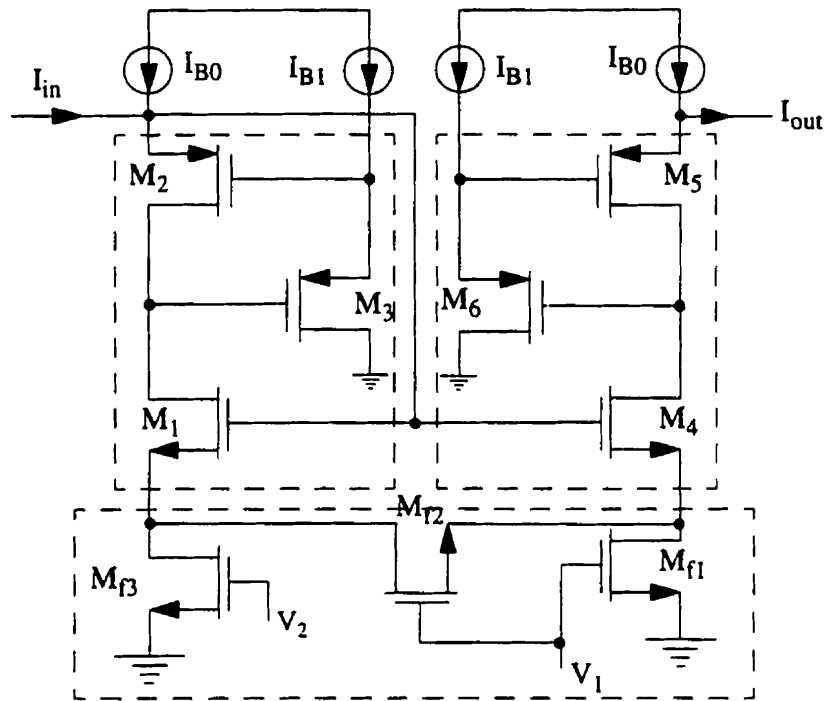 I_B0
I_B1
I_B1
I_B0
I_in
I_out
M_2
M_5
M_3
M_6
M_1
M_4
M_f2
M_f3
M_f1
V_2
V_1